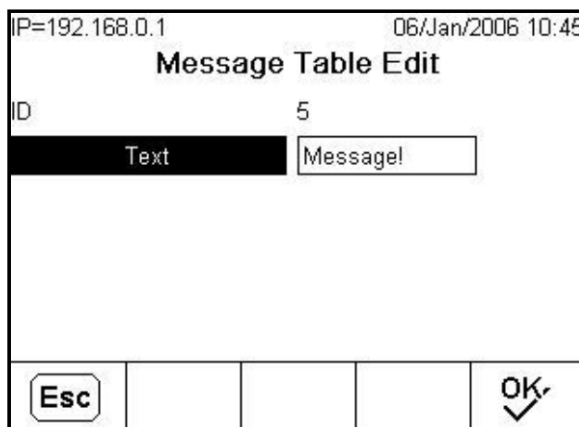 IP=192.168.0.1 06/Jan/2006 10:45
Message Table Edit
ID 5
Text Message!
Esc OK